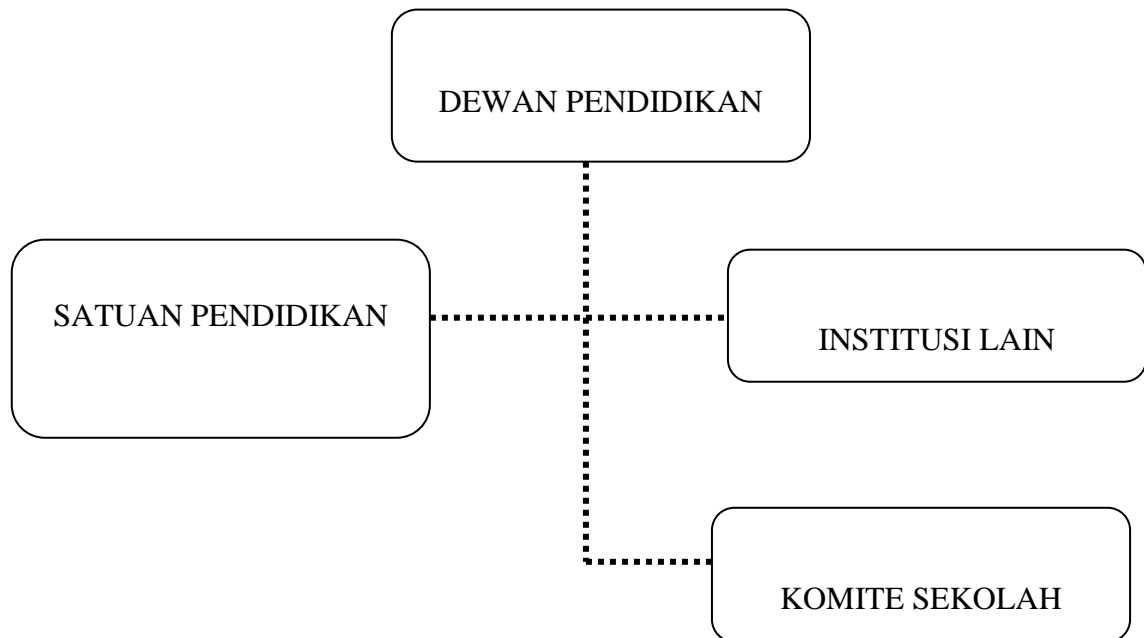 DEWAN PENDIDIKAN
SATUAN PENDIDIKAN
INSTITUSI LAIN
KOMITE SEKOLAH